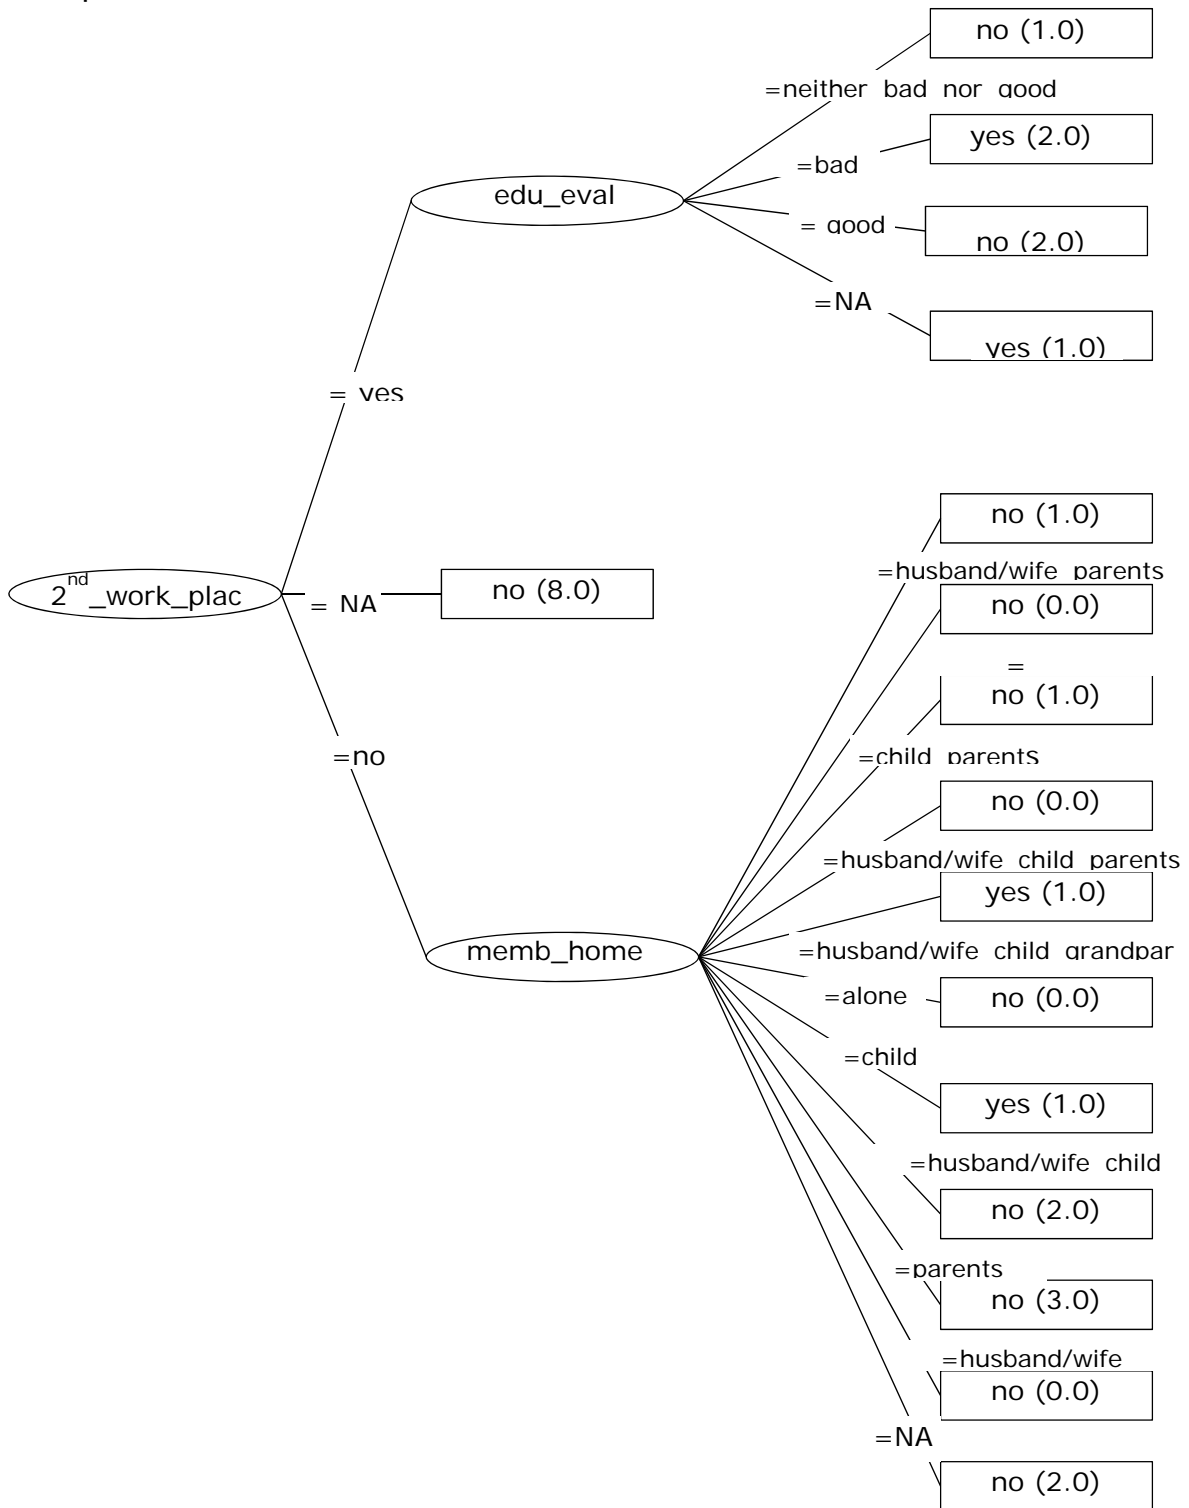 no (1.0)
=neither bad nor good
yes (2.0)
=bad
edu_eval
= good
no (2.0)
=NA
yes (1.0)
= yes
no (1.0)
=husband/wife parents
2nd_work_plac
= NA
no (8.0)
no (0.0)
=
no (1.0)
=no
=child parents
no (0.0)
=husband/wife child parents
yes (1.0)
memb_home
=husband/wife child grandpar
=alone
no (0.0)
=child
yes (1.0)
=husband/wife child
no (2.0)
=parents
no (3.0)
=husband/wife
no (0.0)
=NA
no (2.0)